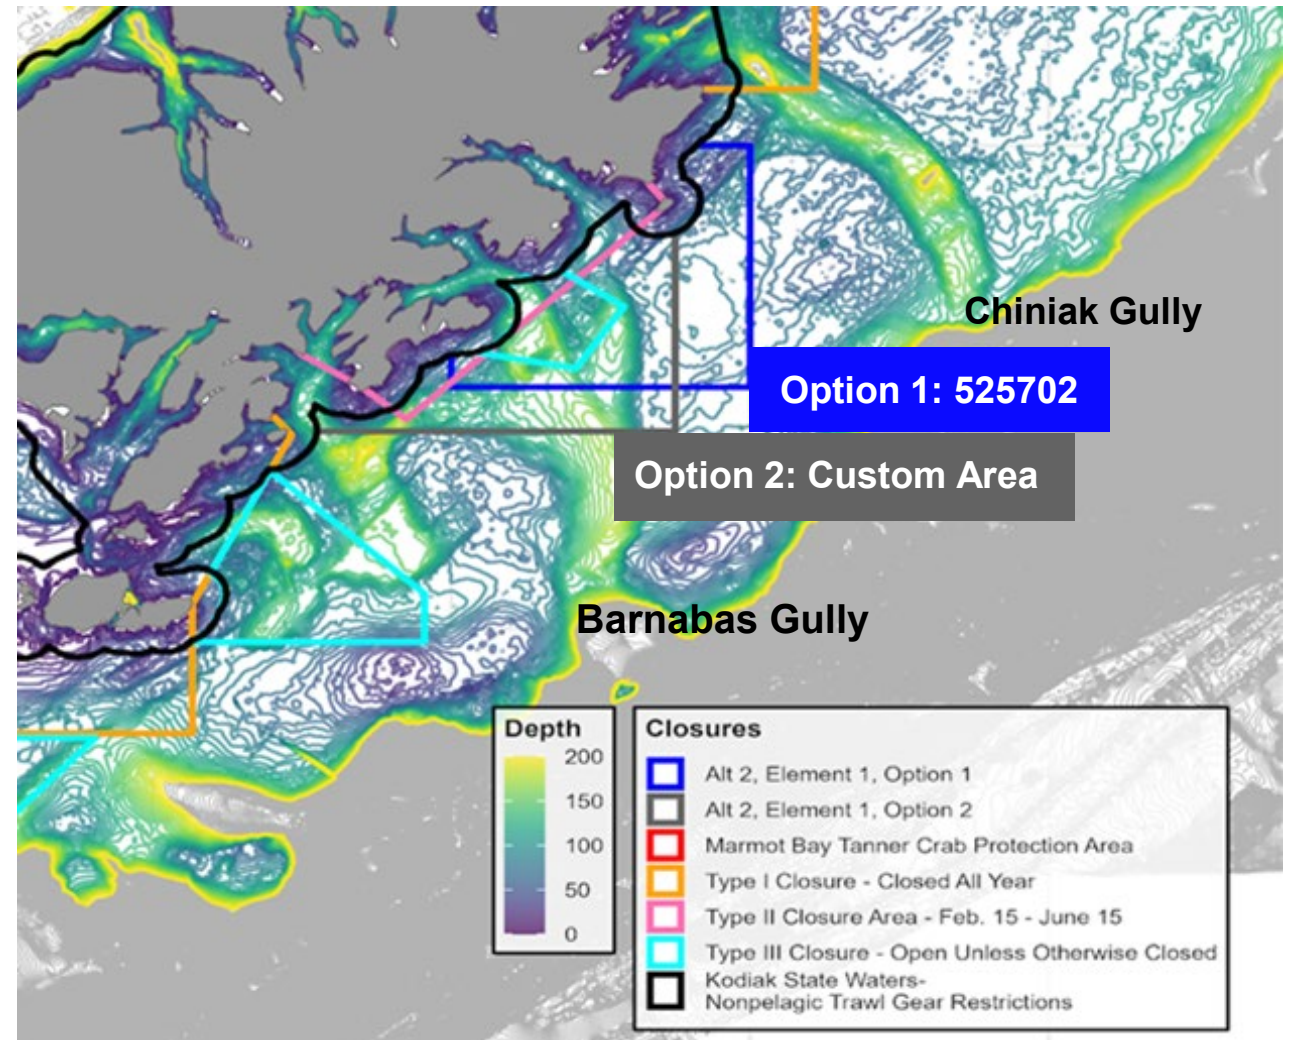 Chiniak Gully
Option 1: 525702
Option 2: Custom Area
Barnabas Gully
Depth
200
150
100
50
0
Closures
Alt 2, Element 1, Option 1
Alt 2, Element 1, Option 2
Marmot Bay Tanner Crab Protection Area
Type I Closure - Closed All Year
Type II Closure Area - Feb. 15 - June 15
Type III Closure - Open Unless Otherwise Closed
Kodiak State Waters-
Nonpelagic Trawl Gear Restrictions